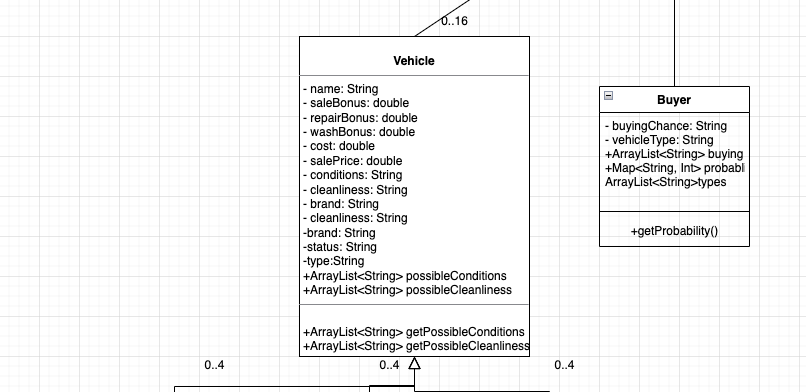 0..16
Vehicle
- name: String
- saleBonus: double
- repairBonus: double
- washBonus: double
- cost: double
- salePrice: double
- conditions: String
- cleanliness: String
- brand: String
- cleanliness: String
-brand: String
-status: String
-type:String
+ArrayList<String> possibleConditions
+ArrayList<String> possibleCleanliness
+ArrayList<String> getPossibleConditions
+ArrayList<String> getPossibleCleanliness
Buyer
- buyingChance: String
- vehicleType: String
+ArrayList<String> buying
+Map<String, Int>
ArrayList<String>types
+getProbability()
0..4
0..4
0..4